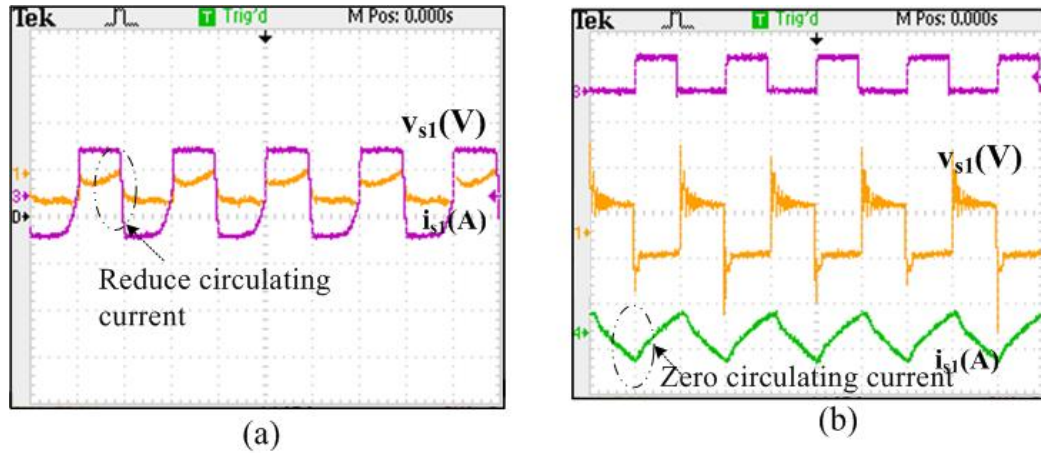 Tek
T Trig'd
M Pos: 0.000s
vs1(V)
1
3
0
is1(A)
Reduce circulating
current
(a)
Tek
T Trig'd
M Pos: 0.000s
3
vs1(V)
1
4
is1(A)
Zero circulating current
(b)